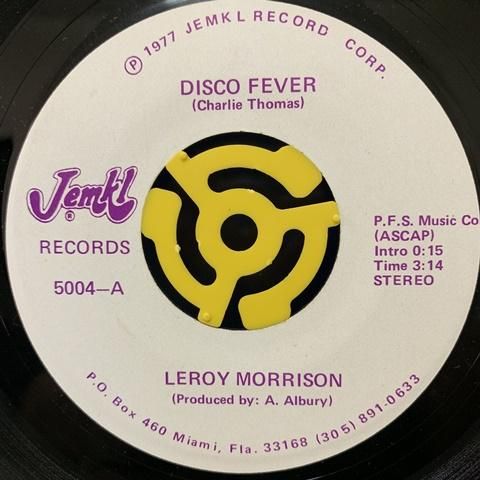 ℗ 1977 JEMKL RECORD CORP.
DISCO FEVER
(Charlie Thomas)
Jemkl
®
RECORDS
5004—A
P.F.S. Music Co
(ASCAP)
Intro 0:15
Time 3:14
STEREO
LEROY MORRISON
(Produced by: A. Albury)
P.O. Box 460 Miami, Fla. 33168 (305) 891-0633